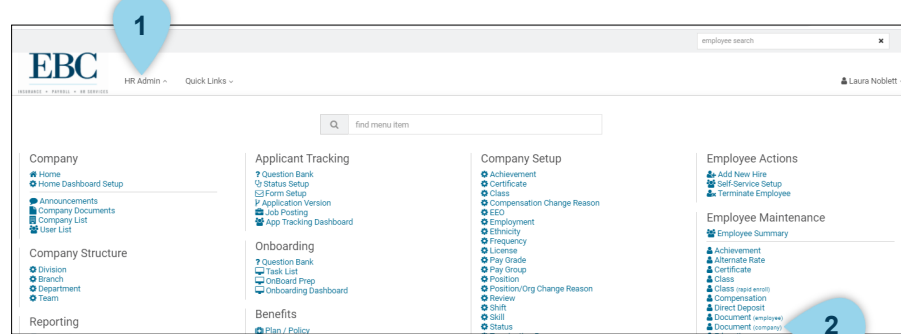 1
employee search ✖
EBC
INSURANCE • PAYROLL • HR SERVICES
HR Admin
Quick Links
Laura Noblett
find menu item
Company
Home
Home Dashboard Setup
Announcements
Company Documents
Company List
User List
Company Structure
Division
Branch
Department
Team
Reporting
Applicant Tracking
Question Bank
Status Setup
Form Setup
Application Version
Job Posting
App Tracking Dashboard
Onboarding
Question Bank
Task List
OnBoard Prep
Onboarding Dashboard
Benefits
Plan / Policy
Company Setup
Achievement
Certificate
Class
Compensation Change Reason
EEO
Employment
Ethnicity
Frequency
License
Pay Grade
Pay Group
Position
Position/Org Change Reason
Review
Shift
Skill
Status
Employee Actions
Add New Hire
Self-Service Setup
Terminate Employee
Employee Maintenance
Employee Summary
Achievement
Alternate Rate
Certificate
Class
Class (rapid enroll)
Compensation
Direct Deposit
Document (employee)
Document (company)
2